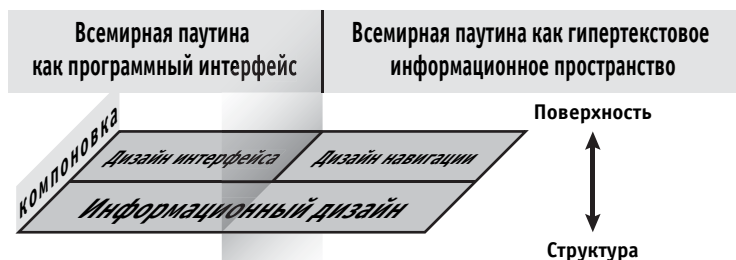 Всемирная паутина
как программный интерфейс
Всемирная паутина как гипертекстовое
информационное пространство
компоновка
Дизайн интерфейса
Дизайн навигации
Информационный дизайн
Поверхность
Структура